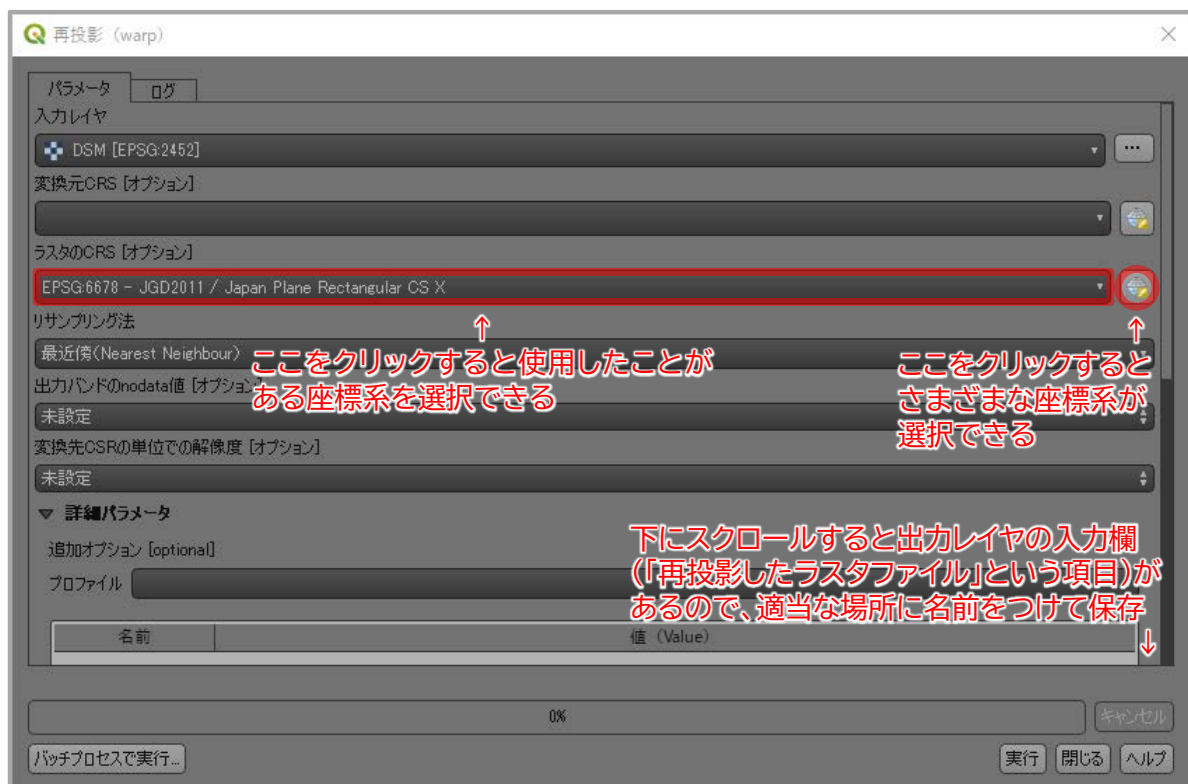 再投影 (warp)
パラメータ
ログ
入力レイヤ
DSM [EPSG:2452]
...
変換元CRS [オプション]
ラスタのCRS [オプション]
EPSG:6678 - JGD2011 / Japan Plane Rectangular CS X
リサンプリング法
最近傍(Nearest Neighbour)
↑
ここをクリックすると使用したことが
ある座標系を選択できる
↑
ここをクリックすると
さまざまな座標系が
選択できる
出力バンドのnodata値 [オプション]
未設定
変換先CSRの単位での解像度 [オプション]
未設定
詳細パラメータ
追加オプション [optional]
プロファイル
下にスクロールすると出力レイヤの入力欄
(「再投影したラスタファイル」という項目)が
あるので、適当な場所に名前をつけて保存
↓
名前
値 (Value)
0%
キャンセル
バッチプロセスで実行...
実行
閉じる
ヘルプ